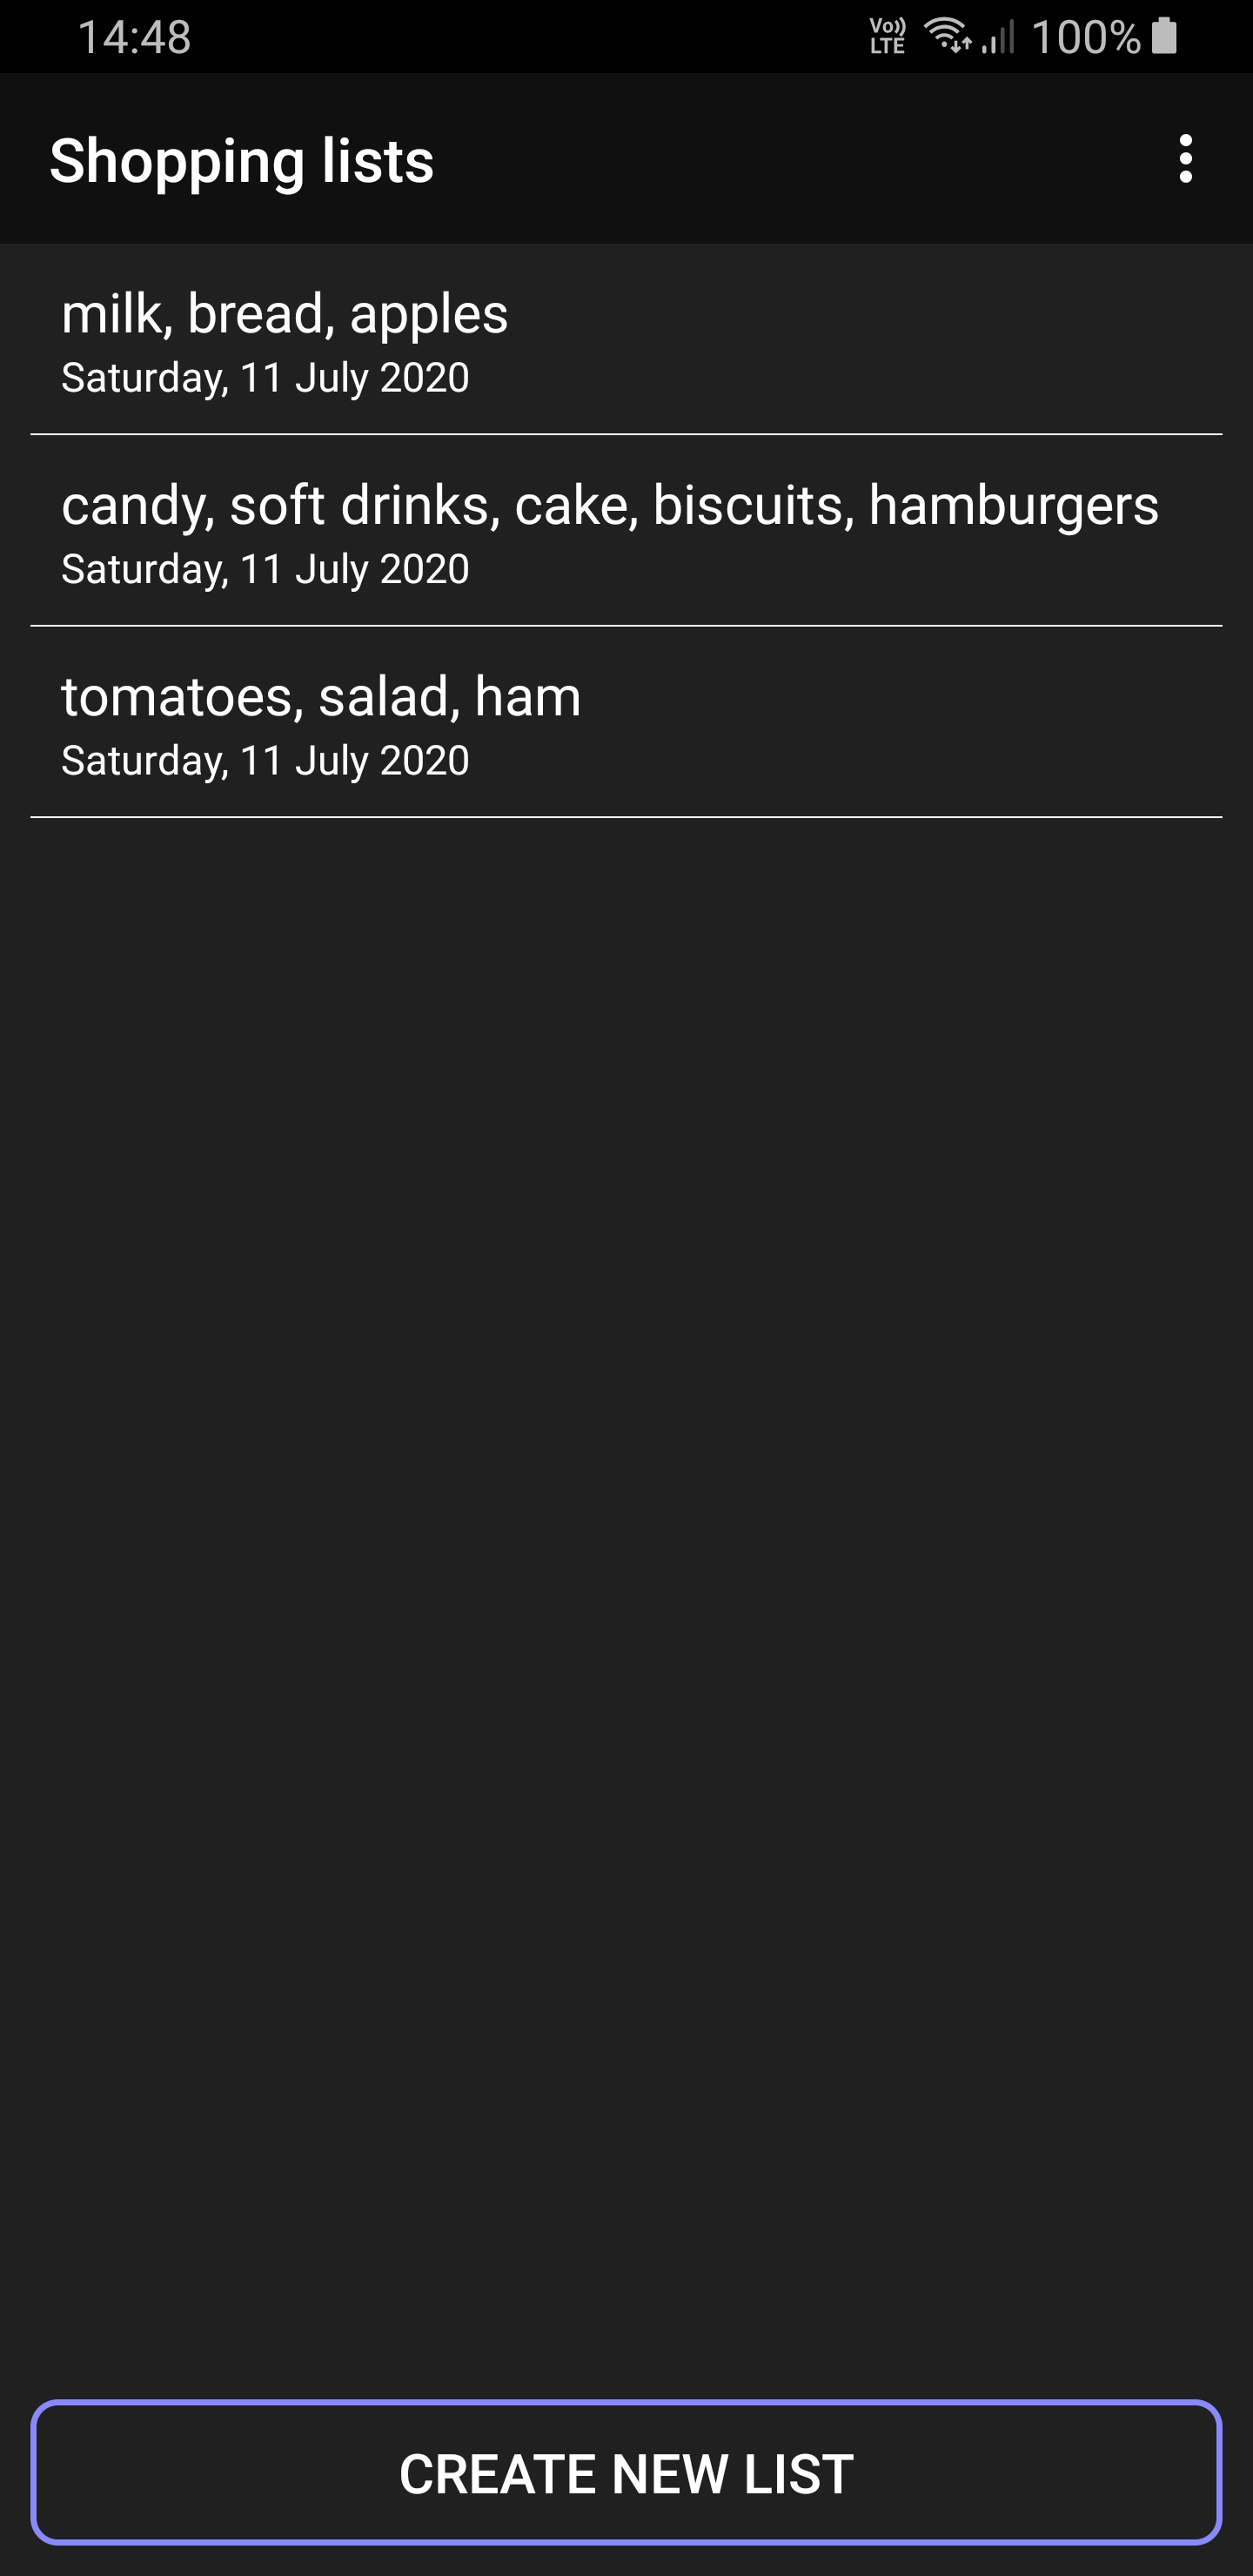 14:48
Vo)) LTE 100%
Shopping lists
milk, bread, apples
Saturday, 11 July 2020
candy, soft drinks, cake, biscuits, hamburgers
Saturday, 11 July 2020
tomatoes, salad, ham
Saturday, 11 July 2020
CREATE NEW LIST